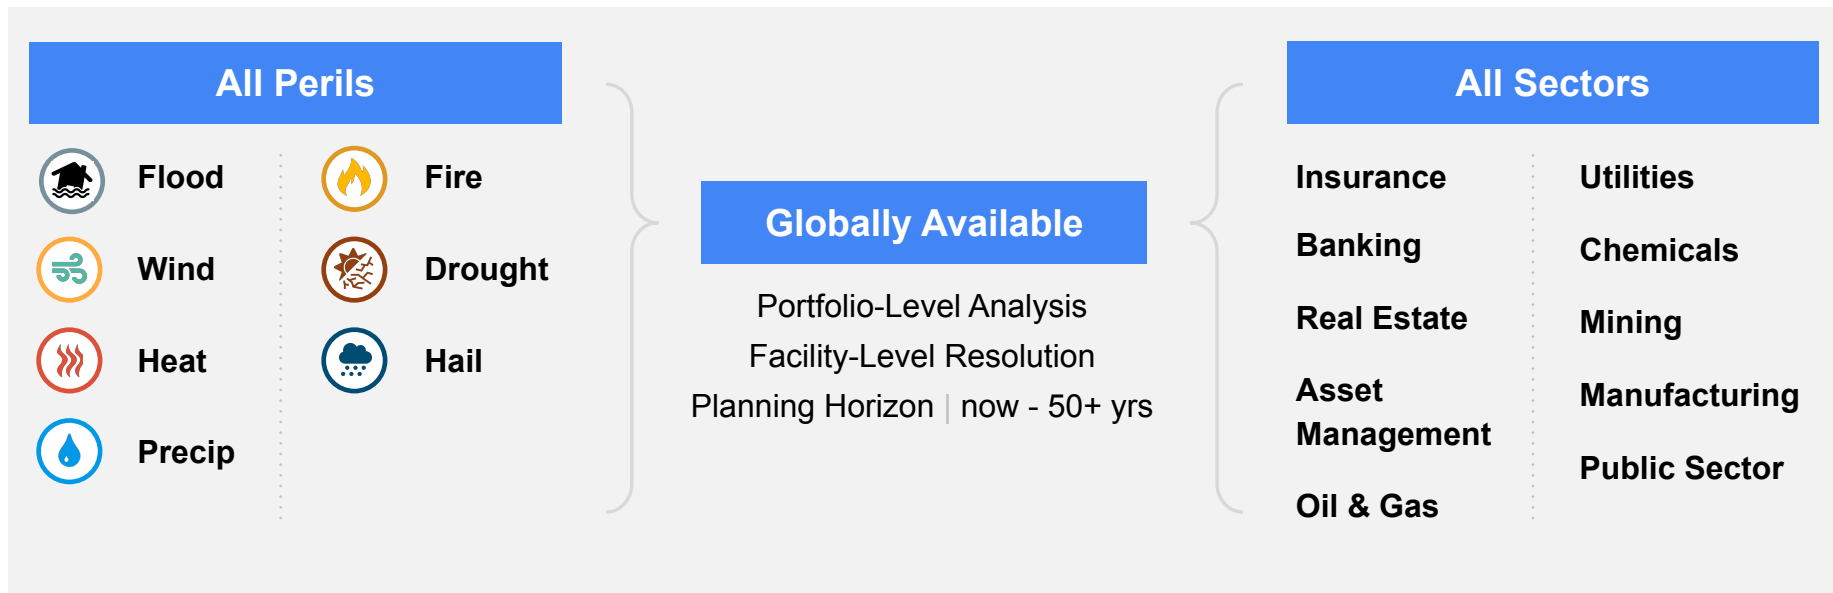 All Perils
Flood
Wind
Heat
Precip
Fire
Drought
Hail
Globally Available
Portfolio-Level Analysis
Facility-Level Resolution
Planning Horizon | now - 50+ yrs
All Sectors
Insurance
Banking
Real Estate
Asset
Management
Oil & Gas
Utilities
Chemicals
Mining
Manufacturing
Public Sector